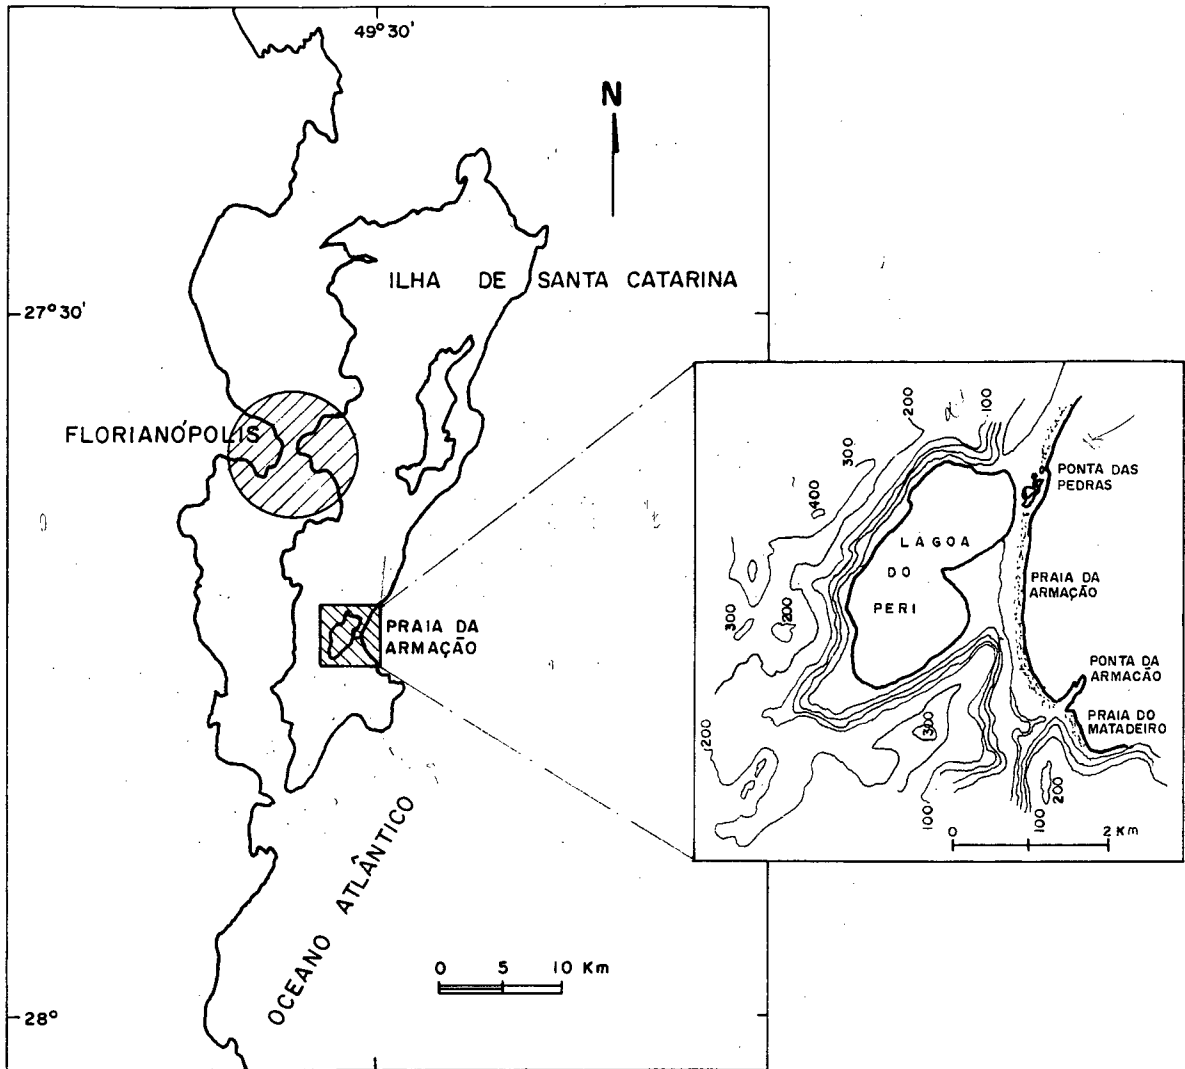 49°30'
N
ILHA DE SANTA CATARINA
27°30'
FLORIANÓPOLIS
PRAIA DA
ARMAÇÃO
OCEANO ATLÂNTICO
0 5 10 Km
28°
200
100
300
400
PONTA DAS
PEDRAS
LAGOA
DO
PERI
PRAIA DA
ARMAÇÃO
300
200
PONTA DA
ARMAÇÃO
PRAIA DO
MATADEIRO
200
300
100
100
200
0 2 Km